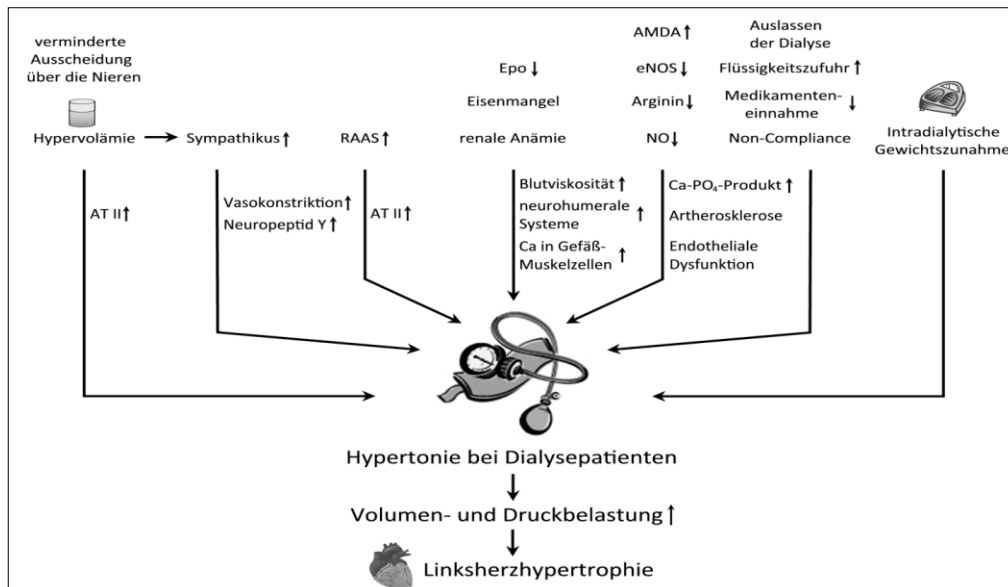 verminderte
Ausscheidung
über die Nieren
Hypervolämie
Sympathikus ↑
RAAS ↑
Epo ↓
Eisenmangel
renale Anämie
AMDA ↑
eNOS ↓
Arginin ↓
NO ↓
Auslassen
der Dialyse
Flüssigkeitszufuhr ↑
Medikamenten-
einnahme ↓
Non-Compliance
Intradialytische
Gewichtszunahme
AT II ↑
Vasokonstriktion ↑
Neuropeptid Y ↑
AT II ↑
Blutviskosität ↑
neurohumerale
Systeme ↑
Ca in Gefäß-
Muskelzellen ↑
Ca-PO₄-Produkt ↑
Artherosklerose
Endotheliale
Dysfunktion
Hypertonie bei Dialysepatienten
Volumen- und Druckbelastung ↑
Linksherzhypertrophie